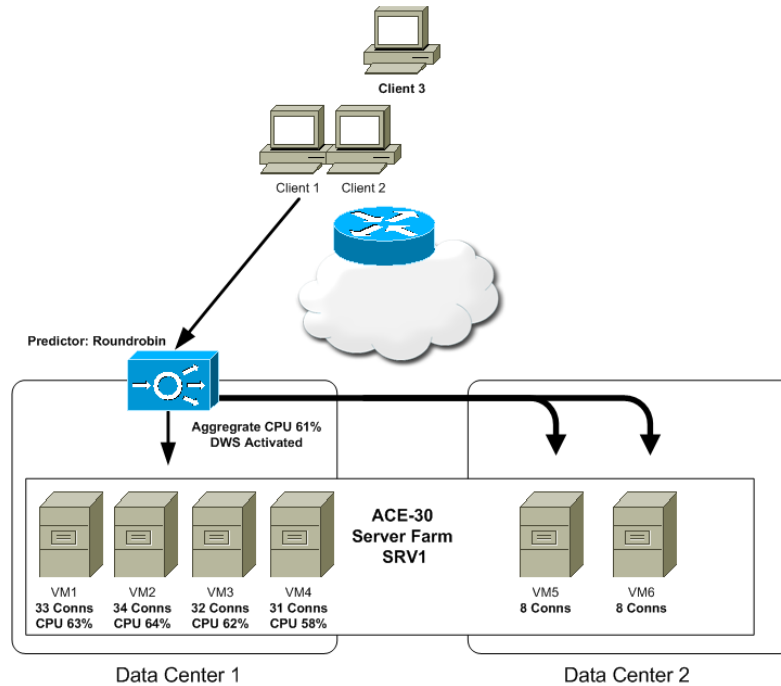 Client 3
Client 1
Client 2
Predictor: Roundrobin
Aggregrate CPU 61%
DWS Activated
ACE-30
Server Farm
SRV1
VM1
33 Conns
CPU 63%
VM2
34 Conns
CPU 64%
VM3
32 Conns
CPU 62%
VM4
31 Conns
CPU 58%
VM5
8 Conns
VM6
8 Conns
Data Center 1
Data Center 2